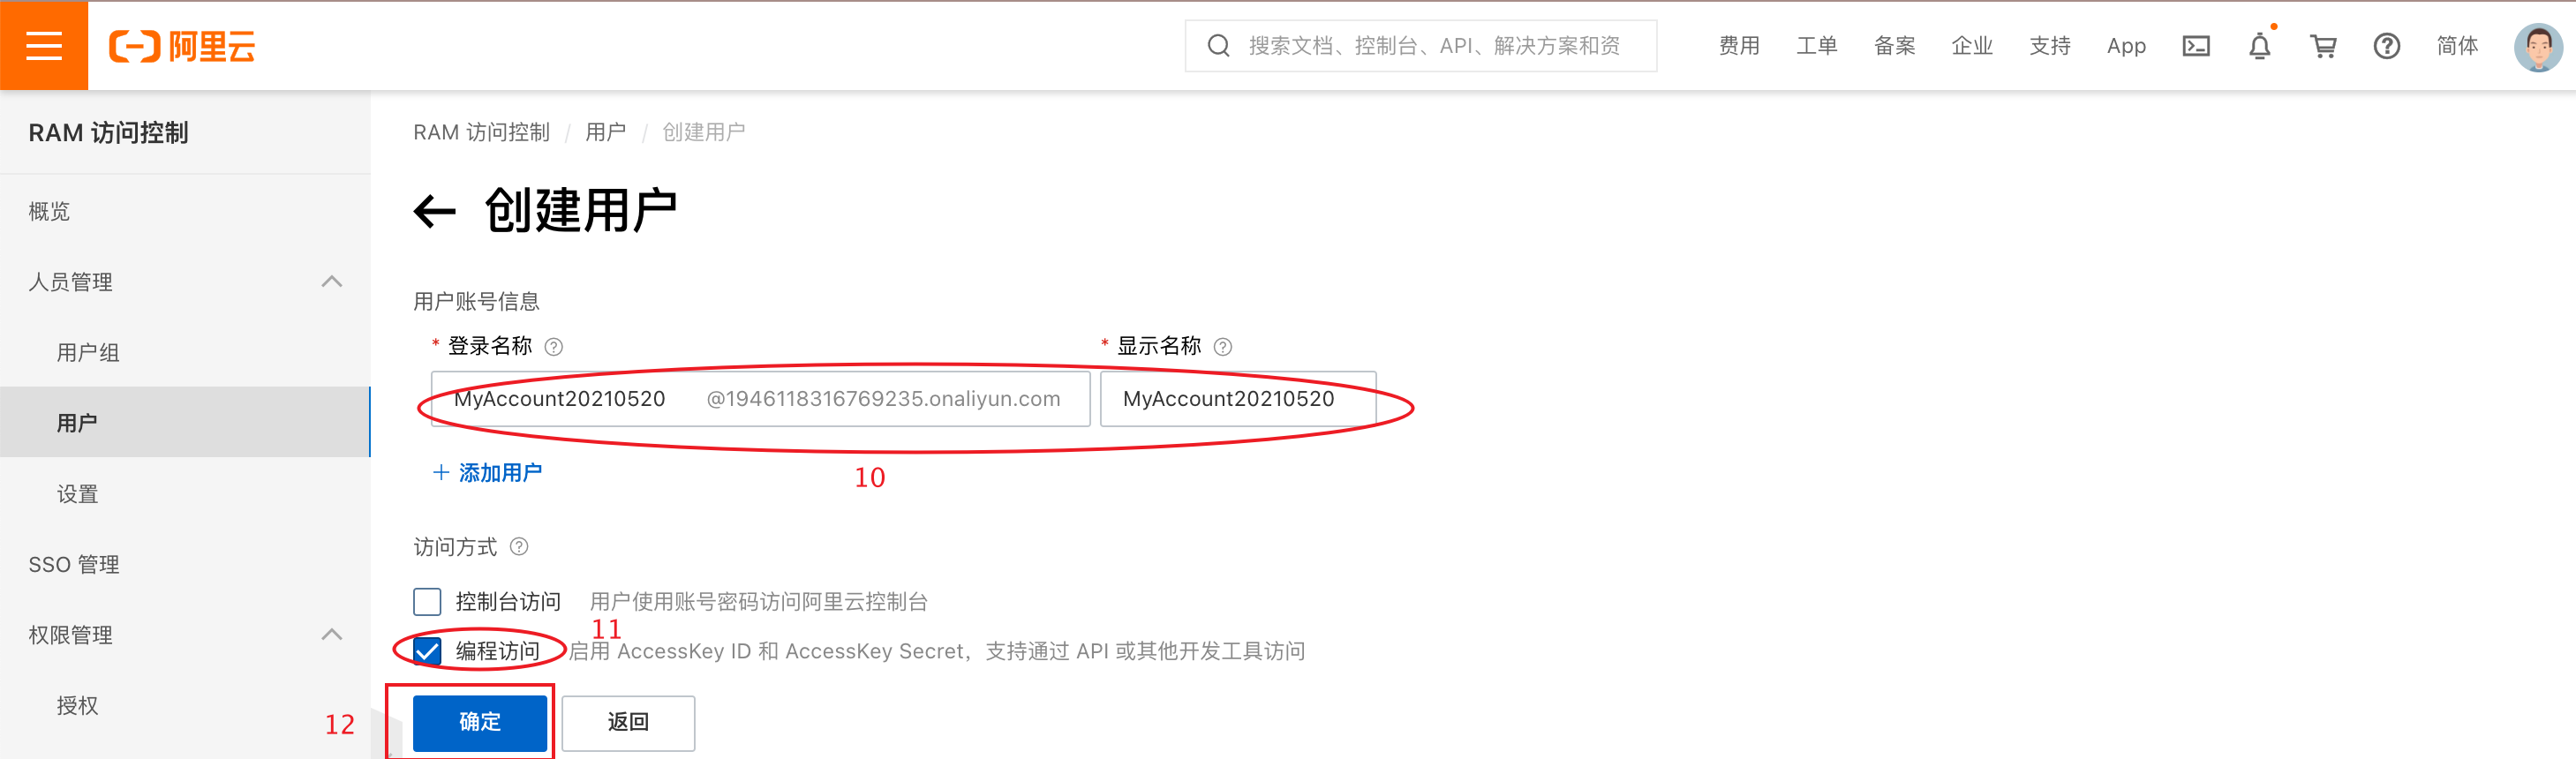 阿里云
搜索文档、控制台、API、解决方案和资
费用 工单 备案 企业 支持 App 简体
RAM 访问控制
概览
人员管理
用户组
用户
设置
SSO 管理
权限管理
授权
RAM 访问控制 / 用户 / 创建用户
← 创建用户
用户账号信息
* 登录名称 ? * 显示名称 ?
MyAccount20210520 @1946118316769235.onaliyun.com MyAccount20210520
+ 添加用户
10
访问方式 ?
控制台访问 用户使用账号密码访问阿里云控制台
11
编程访问 启用 AccessKey ID 和 AccessKey Secret，支持通过 API 或其他开发工具访问
12
确定 返回